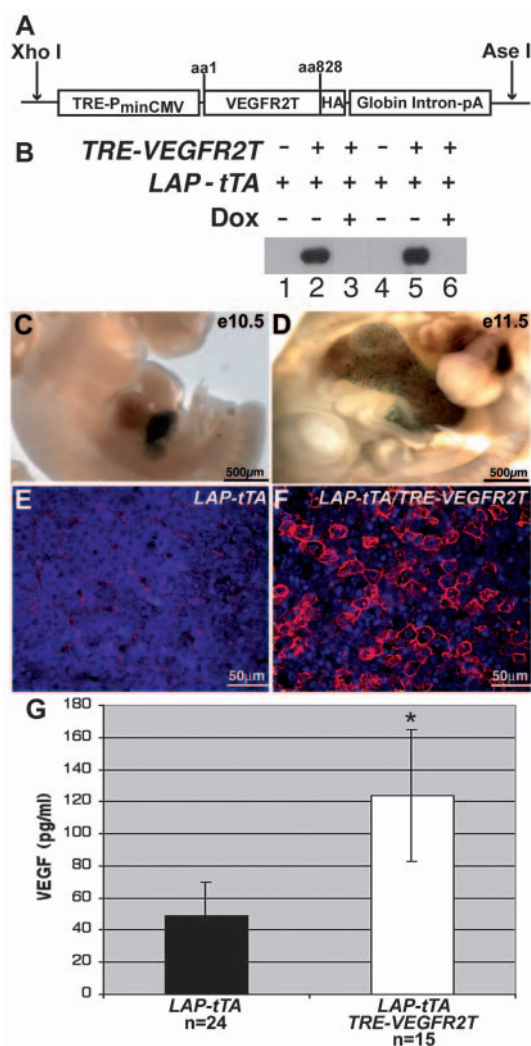 A
Xho I
Ase I
aa1
aa828
TRE-PminCMV
VEGFR2T
HA
Globin Intron-pA
B
TRE-VEGFR2T - + + - + +
LAP-tTA + + + + + +
Dox - - + - - +
1 2 3 4 5 6
C
e10.5
500µm
D
e11.5
500µm
E
LAP-tTA
50µm
F
LAP-tTA/TRE-VEGFR2T
50µm
G
VEGF (pg/ml)
180
160
140
120
100
80
60
40
20
0
*
LAP-tTA
n=24
LAP-tTA
TRE-VEGFR2T
n=15